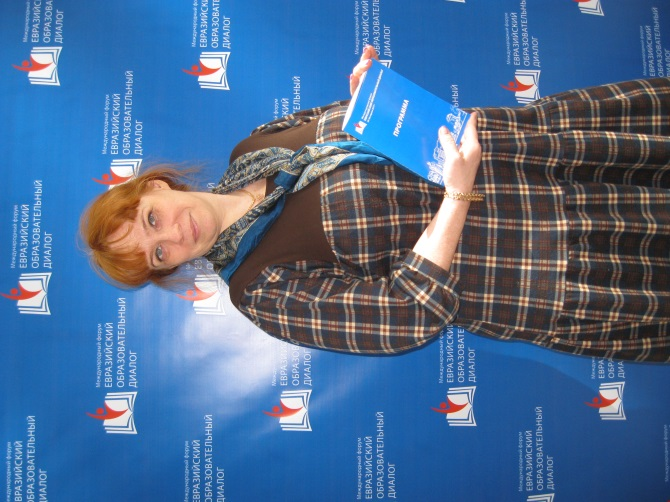 Международный форум
ЕВРАЗИЙСКИЙ
ОБРАЗОВАТЕЛЬНЫЙ
ДИАЛОГ
ПРОГРАММА